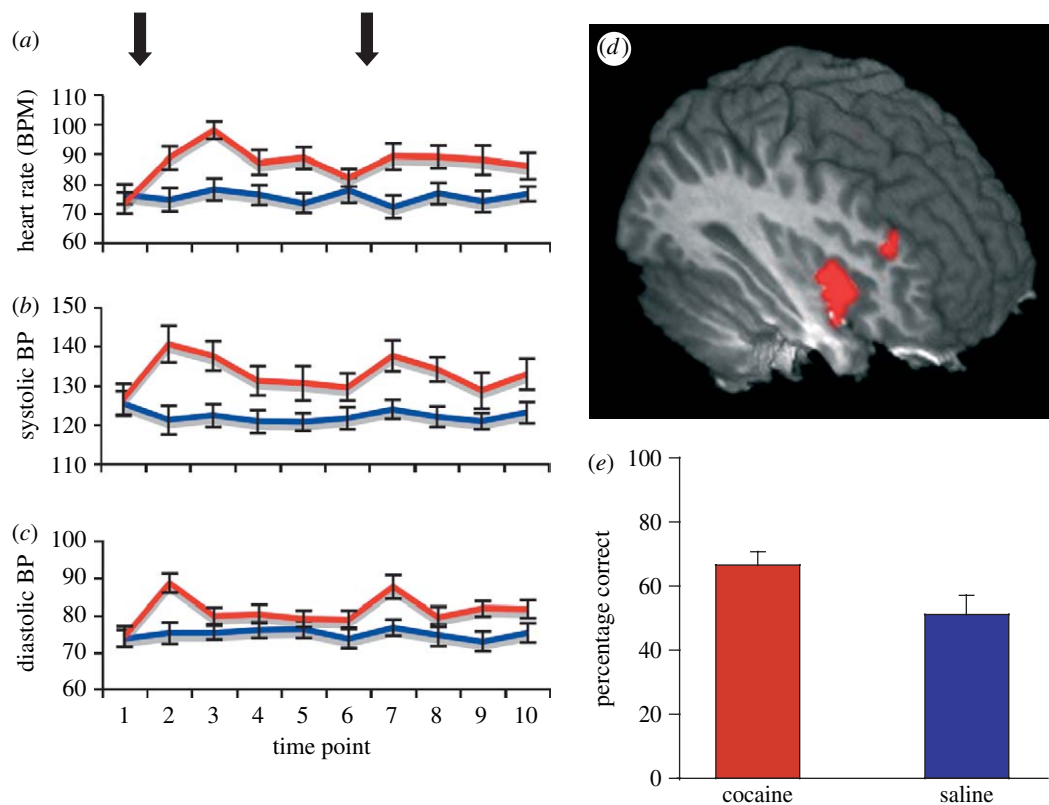 (a)
heart rate (BPM)
110
100
90
80
70
60
(b)
systolic BP
150
140
130
120
110
(c)
diastolic BP
100
90
80
70
60
1 2 3 4 5 6 7 8 9 10
time point
(d)
(e)
percentage correct
100
80
60
40
20
0
cocaine saline